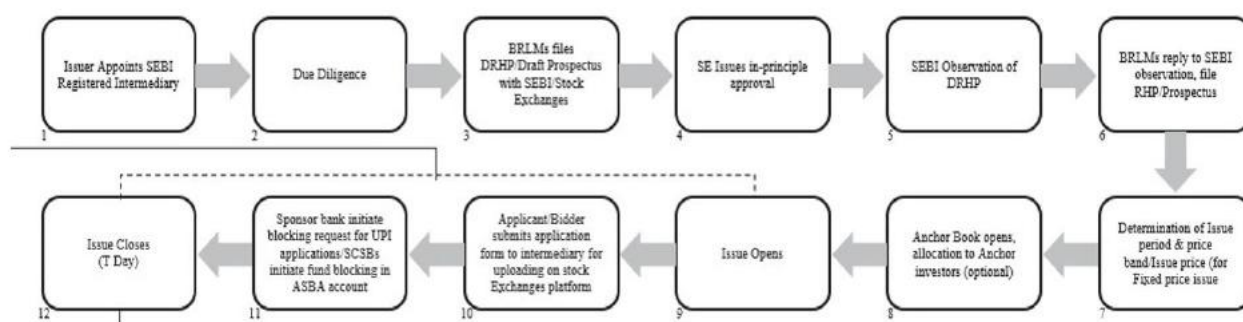 Issuer Appoints SEBI
Registered Intermediary
1
Due Diligence
2
BRLMs files
DRHP/Draft Prospectus
with SEBI/Stock
Exchanges
3
SE Issues in-principle
approval
4
SEBI Observation of
DRHP
5
BRLMs reply to SEBI
observation, file
RHP/Prospectus
6
Determination of Issue
period & price
band/Issue price (for
Fixed price issue
7
Anchor Book opens,
allocation to Anchor
investors (optional)
8
Issue Opens
9
Applicant/Bidder
submits application
form to intermediary for
uploading on stock
Exchanges platform
10
Sponsor bank initiate
blocking request for UPI
applications/SCSBs
initiate fund blocking in
ASBA account
11
Issue Closes
(T Day)
12